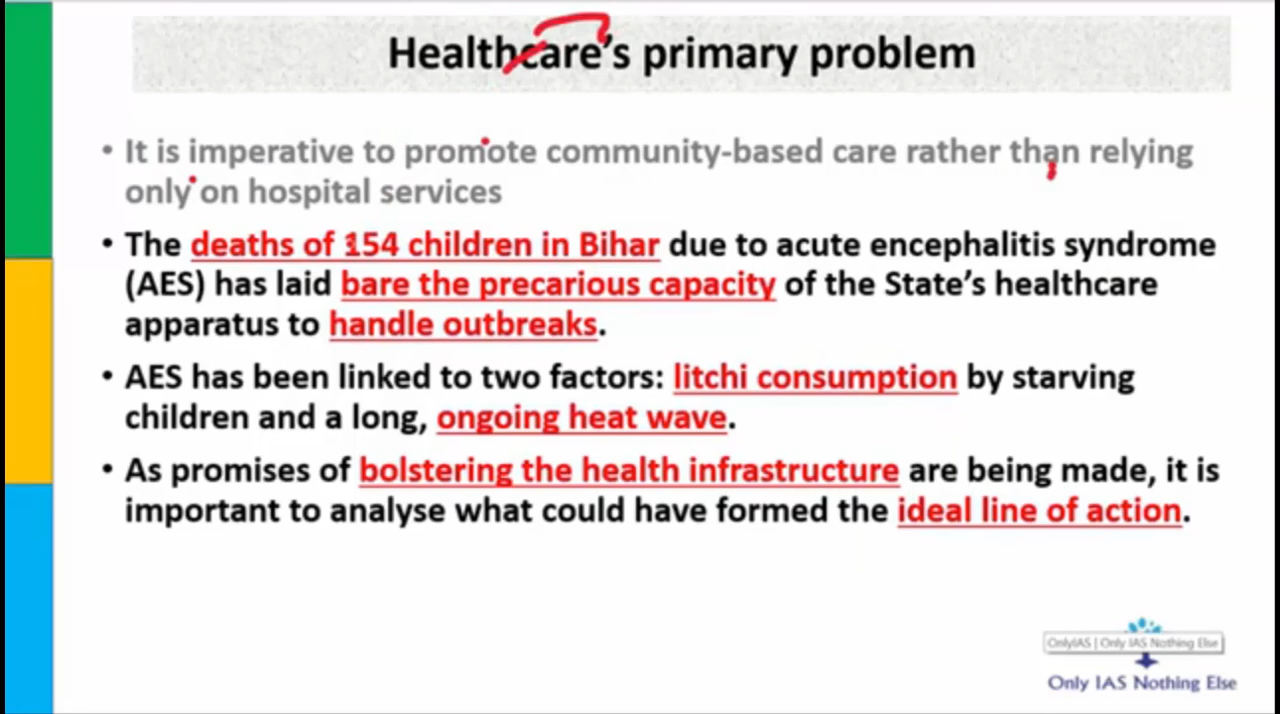 Healthcare's primary problem
• It is imperative to promote community-based care rather than relying
only on hospital services
• The deaths of 154 children in Bihar due to acute encephalitis syndrome
(AES) has laid bare the precarious capacity of the State's healthcare
apparatus to handle outbreaks.
• AES has been linked to two factors: litchi consumption by starving
children and a long, ongoing heat wave.
• As promises of bolstering the health infrastructure are being made, it is
important to analyse what could have formed the ideal line of action.
OnlyIAS | Only IAS Nothing Else
Only IAS Nothing Else